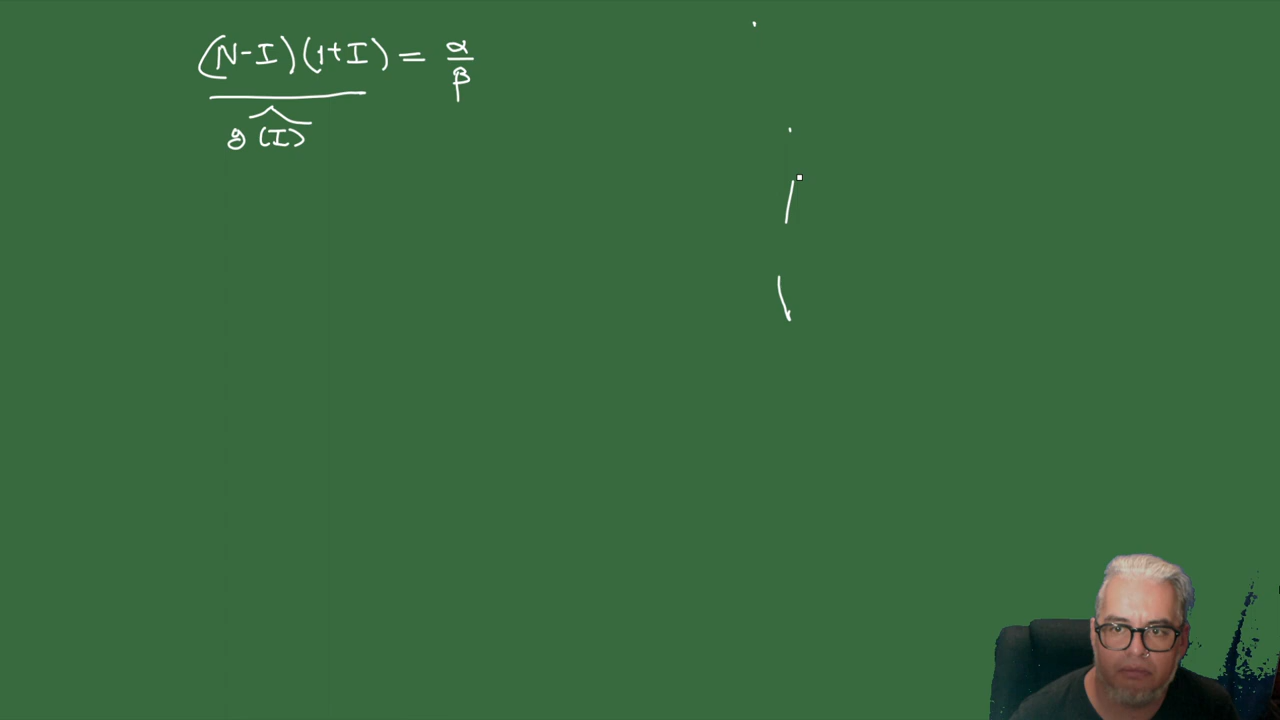 (N-I)(1+I) = α/β
g(I)